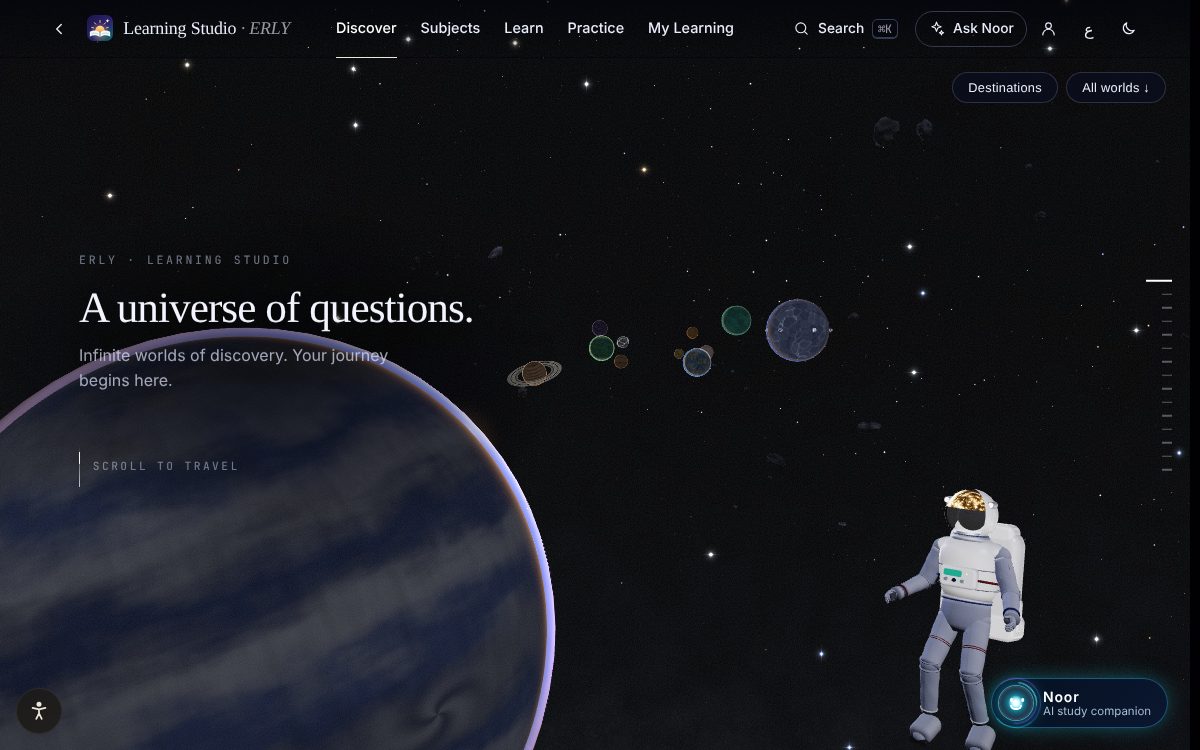 Learning Studio · ERLY
Discover
Subjects
Learn
Practice
My Learning
Search
⌘K
Ask Noor
ع
Destinations
All worlds ↓
ERLY · LEARNING STUDIO
A universe of questions.
Infinite worlds of discovery. Your journey
begins here.
SCROLL TO TRAVEL
Noor
AI study companion